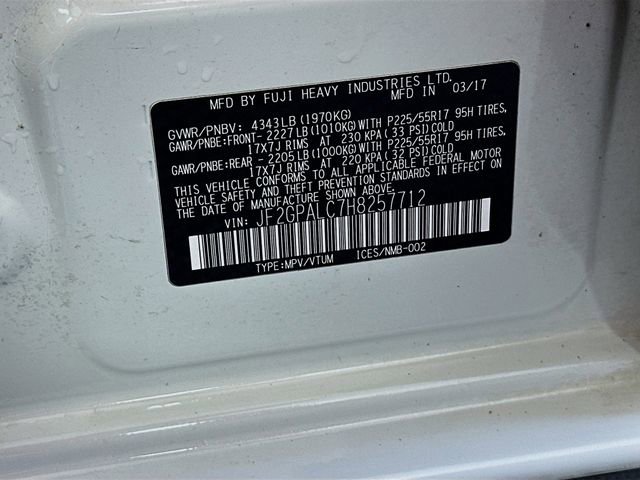 MFD BY FUJI HEAVY INDUSTRIES LTD.
MFD IN 03/17
GVWR/PNBV: 4343LB(1970KG)
GAWR/PNBE:FRONT- 2227LB(1010KG)WITH P225/55R17 95H TIRES,
17x7J RIMS AT 230 KPA(33 PSI)COLD
GAWR/PNBE:REAR - 2205LB(1000KG)WITH P225/55R17 95H TIRES,
17x7J RIMS AT 220 KPA(32 PSI)COLD
THIS VEHICLE CONFORMS TO ALL APPLICABLE FEDERAL MOTOR
VEHICLE SAFETY AND THEFT PREVENTION STANDARDS IN EFFECT ON
THE DATE OF MANUFACTURE SHOWN ABOVE.
VIN: JF2GPALC7H8257712
TYPE:MPV/VTUM ICES/NMB-002